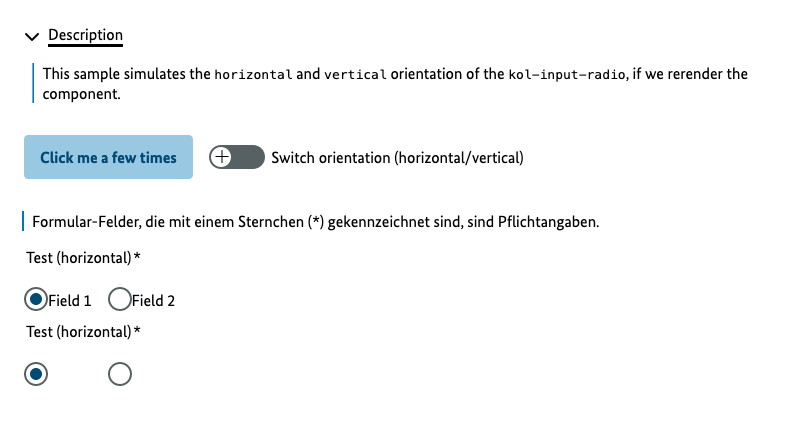 Description
This sample simulates the horizontal and vertical orientation of the kol-input-radio, if we rerender the
component.
Click me a few times Switch orientation (horizontal/vertical)
Formular-Felder, die mit einem Sternchen (*) gekennzeichnet sind, sind Pflichtangaben.
Test (horizontal)*
Field 1 Field 2
Test (horizontal)*